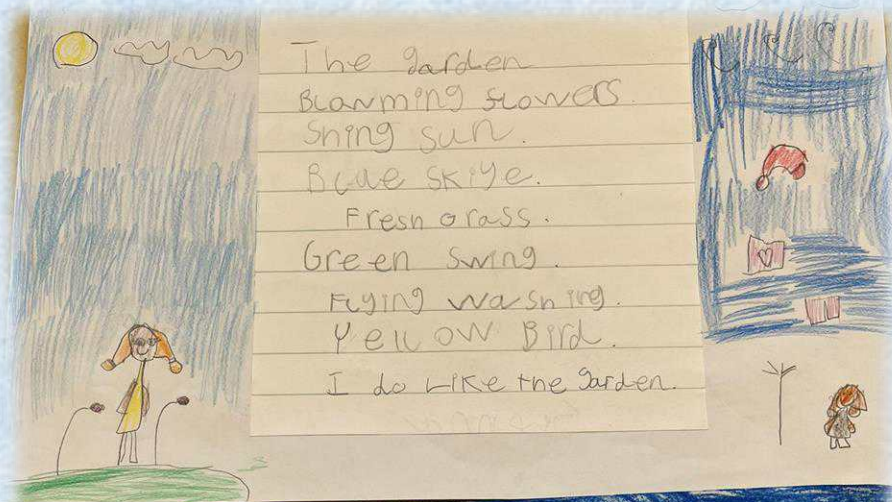 The garden
Blowming flowers.
Shing sun.
Blue skiye.
Fresh grass.
Green swing.
Flying washing.
Yellow Bird.
I do like the garden.